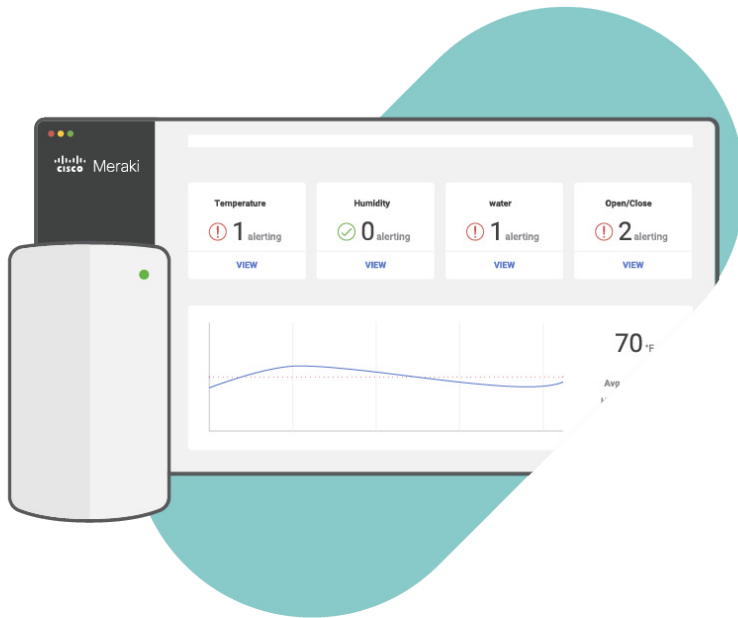 cisco Meraki
Temperature
1 alerting
VIEW
Humidity
0 alerting
VIEW
water
1 alerting
VIEW
Open/Close
2 alerting
VIEW
70 °F
Avg